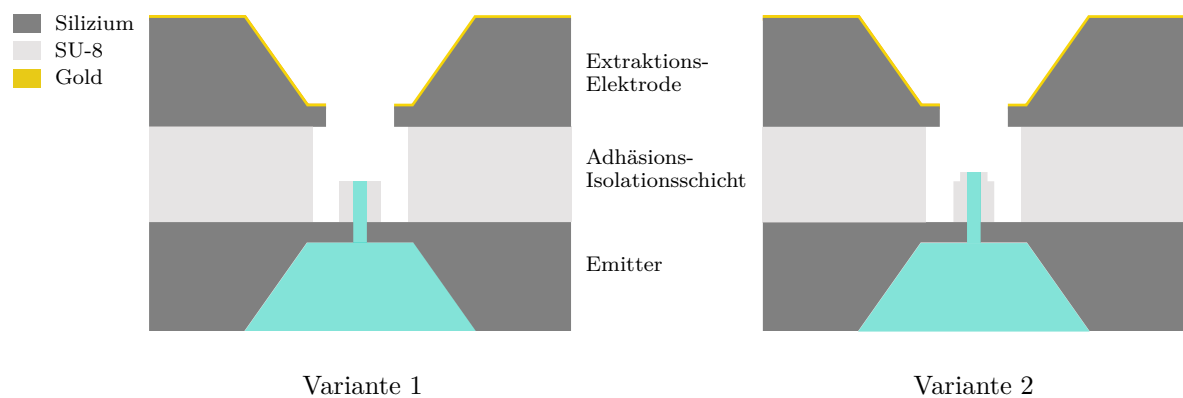 Silizium
SU-8
Gold
Extraktions-
Elektrode
Adhäsions-
Isolationsschicht
Emitter
Variante 1
Variante 2